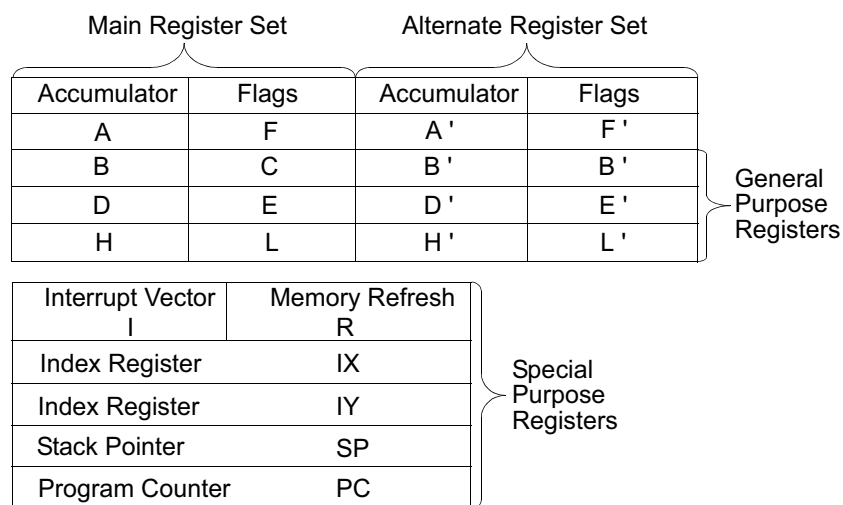 Main Register Set Alternate Register Set
Accumulator Flags Accumulator Flags
A F A ' F '
B C B ' B '
D E D ' E '
H L H ' L '
General
Purpose
Registers
Interrupt Vector Memory Refresh
I R
Index Register IX
Index Register IY
Stack Pointer SP
Program Counter PC
Special
Purpose
Registers